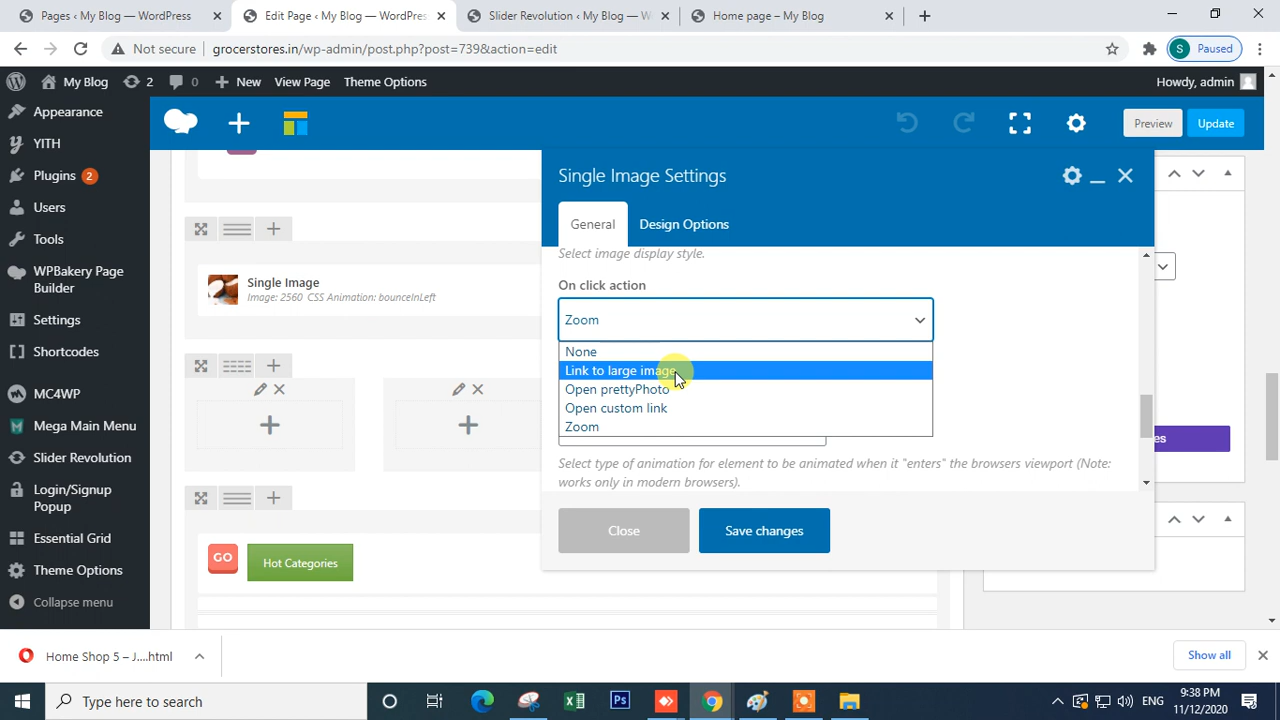 Pages ‹ My Blog — WordPress
Edit Page ‹ My Blog — WordPres
Slider Revolution ‹ My Blog — W
Home page – My Blog
Not secure grocerstores.in/wp-admin/post.php?post=739&action=edit
S Paused
My Blog 2 0 New View Page Theme Options Howdy, admin
Appearance
YITH
Plugins 2
Users
Tools
WPBakery Page
Builder
Settings
Shortcodes
MC4WP
Mega Main Menu
Slider Revolution
Login/Signup
Popup
Essential Grid
Theme Options
Collapse menu
Preview
Update
Single Image
Image: 2560 CSS Animation: bounceInLeft
GO
Hot Categories
Single Image Settings
General
Design Options
Select image display style.
On click action
Zoom
None
Link to large image
Open prettyPhoto
Open custom link
Zoom
Select type of animation for element to be animated when it "enters" the browsers viewport (Note:
works only in modern browsers).
Close
Save changes
Home Shop 5 – J....html
Show all
Type here to search
Ps
ENG
9:38 PM
11/12/2020